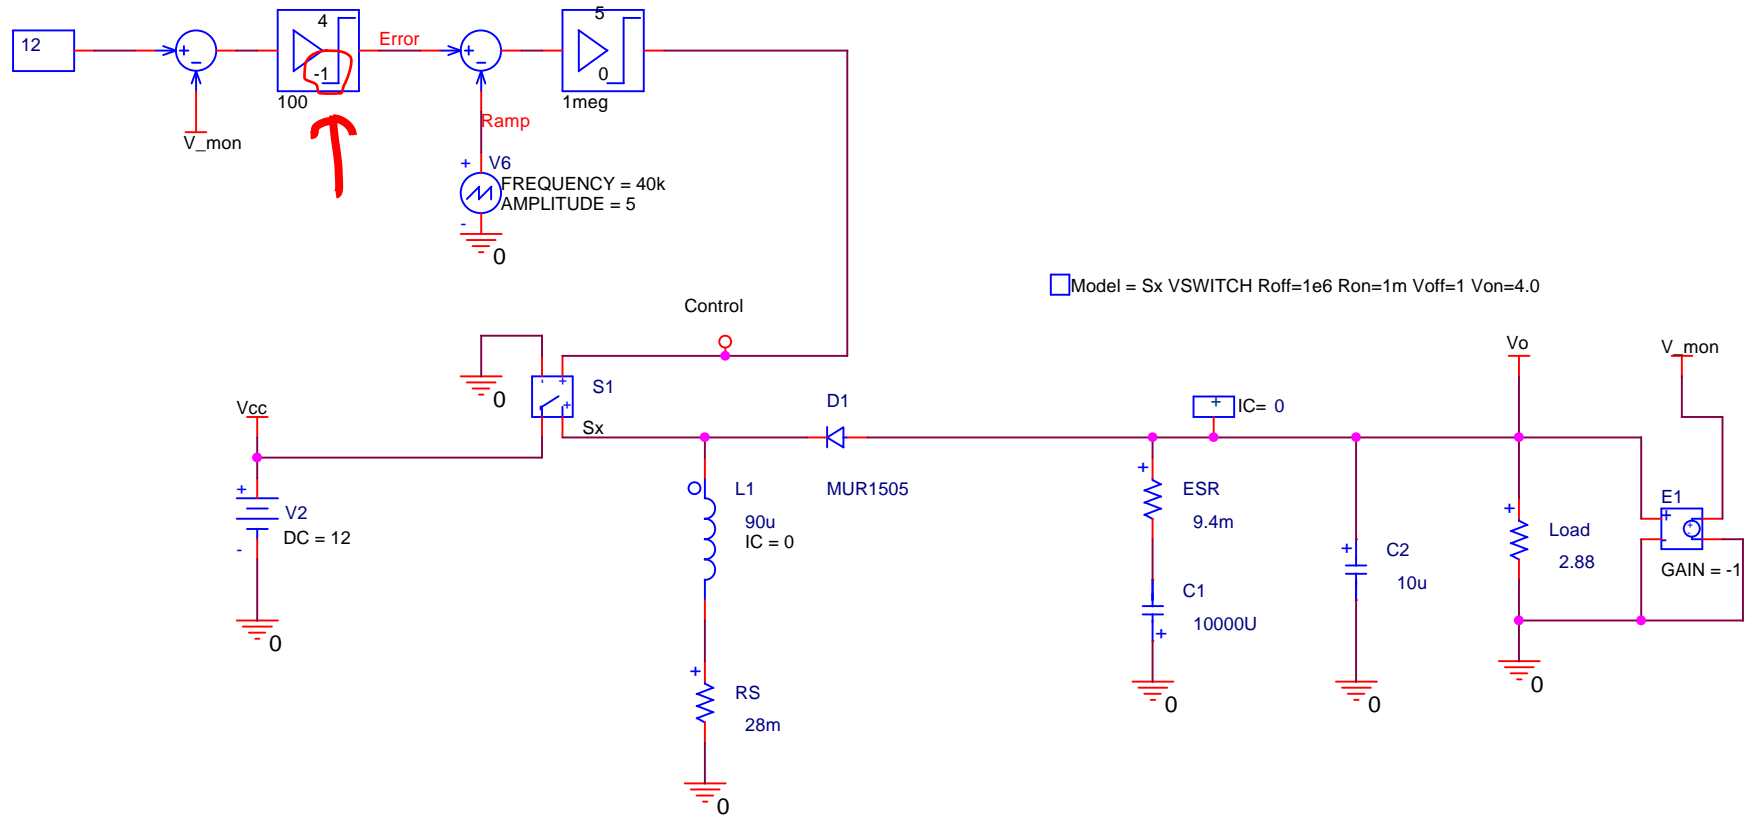 12
+
-
V_mon
4
-1
100
Error
+
-
Ramp
5
0
1meg
+
V6
FREQUENCY = 40k
AMPLITUDE = 5
-
0
Model = Sx VSWITCH Roff=1e6 Ron=1m Voff=1 Von=4.0
Control
0
- +
+
S1
Sx
Vcc
+
V2
DC = 12
-
0
D1
MUR1505
L1
90u
IC = 0
+
RS
28m
0
+
IC= 0
+
ESR
9.4m
C1
10000U
+
0
+
C2
10u
0
Vo
+
Load
2.88
0
V_mon
E1
+
-
+
-
GAIN = -1